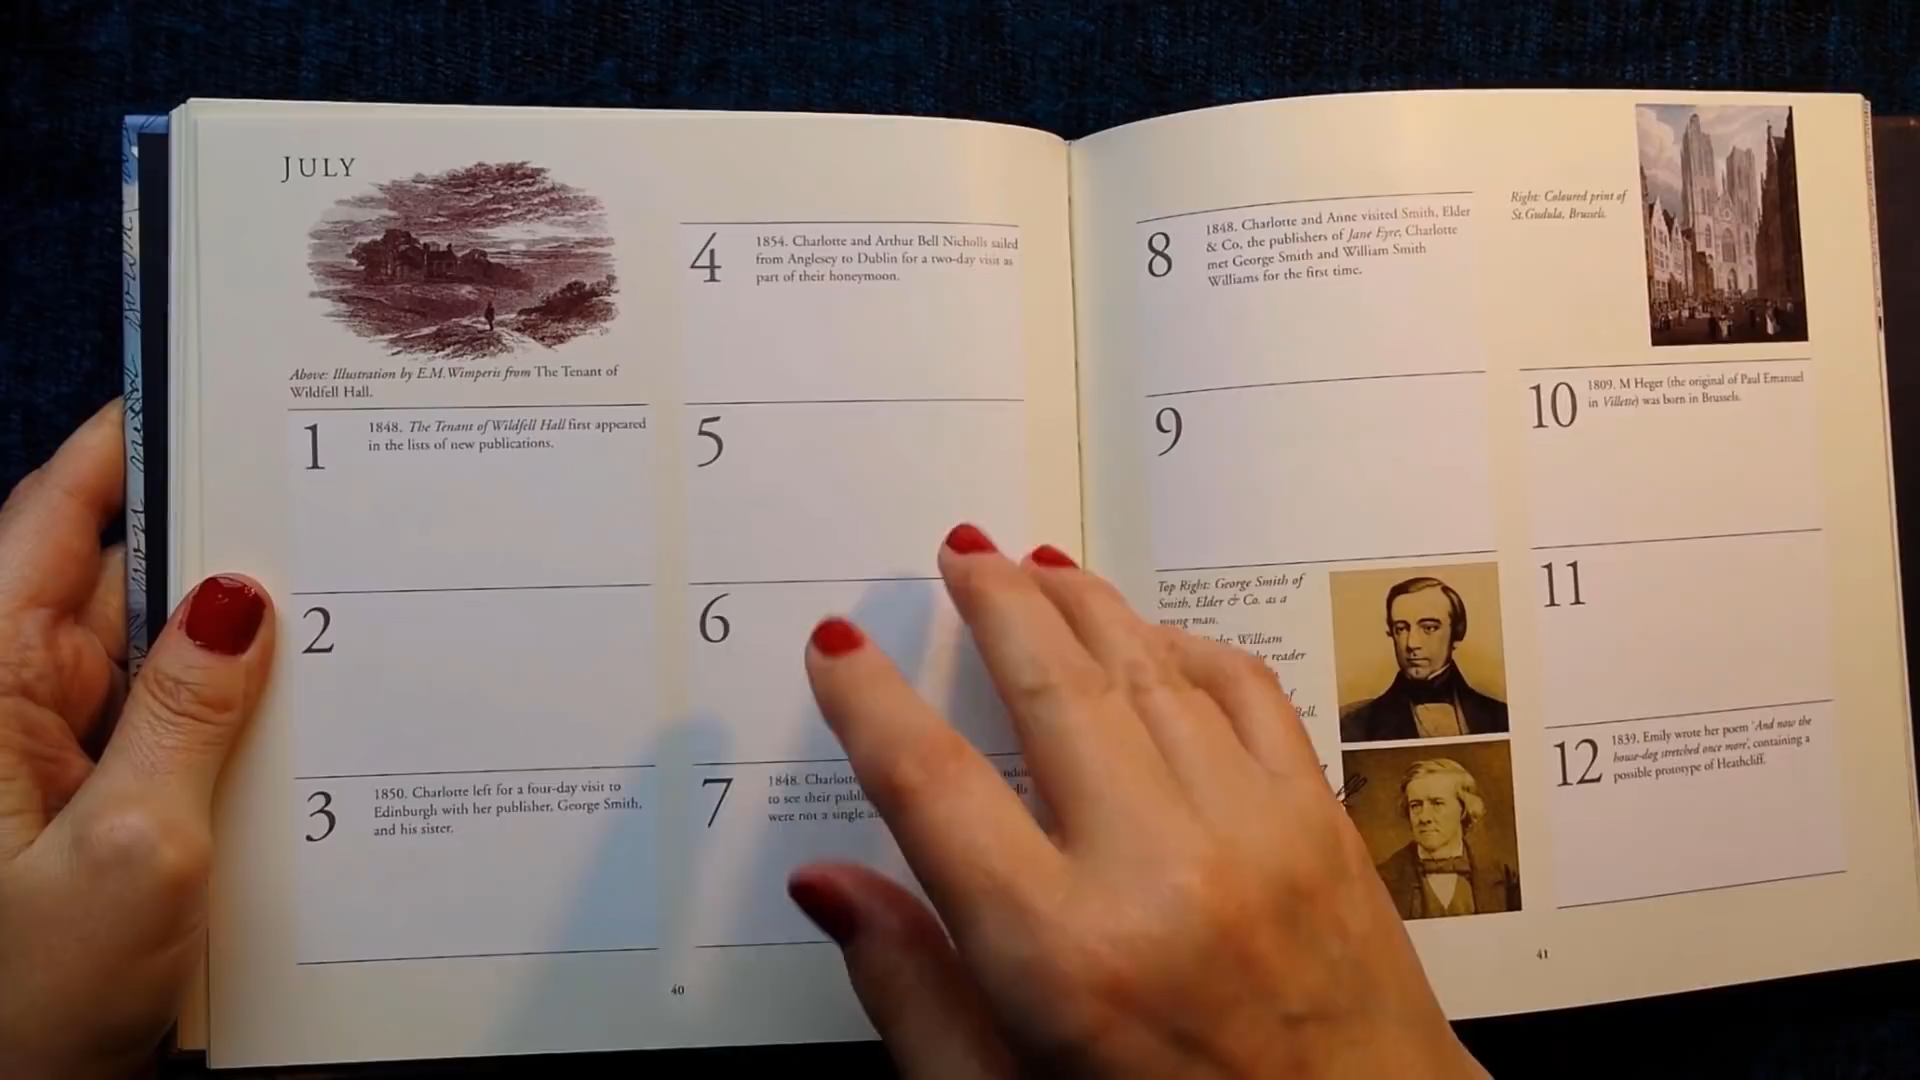 JULY
Above: Illustration by E.M. Wimperis from The Tenant of
Wildfell Hall.
1
1848. The Tenant of Wildfell Hall first appeared
in the lists of new publications.
2
3
1850. Charlotte left for a four-day visit to
Edinburgh with her publisher, George Smith,
and his sister.
4
1854. Charlotte and Arthur Bell Nicholls sailed
from Anglesey to Dublin for a two-day visit as
part of their honeymoon.
5
6
7
1848. Charlotte
to see their
were not a single
40
8
1848. Charlotte and Anne visited Smith, Elder
& Co, the publishers of Jane Eyre, Charlotte
met George Smith and William Smith
Williams for the first time.
9
Top Right: George Smith of
Smith, Elder & Co. as a
young man.
William
reader
of
Bell.
Right: Coloured print of
St. Gudula, Brussels.
10
1809. M Heger (the original of Paul Emanuel
in Villette) was born in Brussels.
11
12
1839. Emily wrote her poem 'And now the
house-dog stretched once more', containing a
possible prototype of Heathcliff.
41